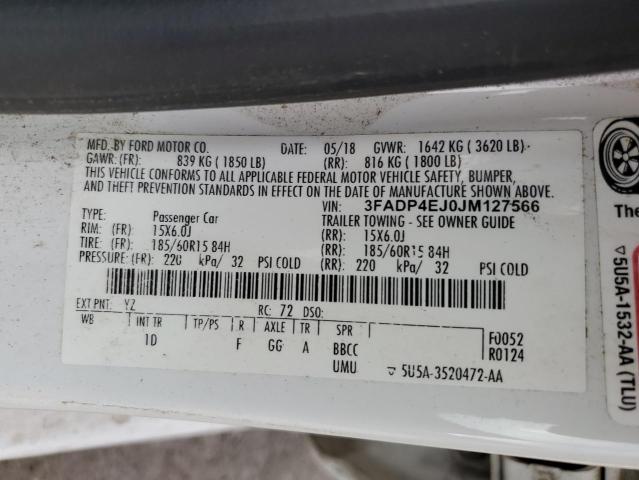 MFD. BY FORD MOTOR CO. DATE: 05/18 GVWR: 1642 KG ( 3620 LB)
GAWR: (FR): 839 KG ( 1850 LB) (RR): 816 KG ( 1800 LB)
THIS VEHICLE CONFORMS TO ALL APPLICABLE FEDERAL MOTOR VEHICLE SAFETY, BUMPER,
AND THEFT PREVENTION STANDARDS IN EFFECT ON THE DATE OF MANUFACTURE SHOWN ABOVE.
VIN: 3FADP4EJ0JM127566
TYPE: Passenger Car TRAILER TOWING - SEE OWNER GUIDE
RIM: (FR) 15X6.0J (RR): 15X6.0J
TIRE: (FR) 185/60R15 84H (RR): 185/60R15 84H
PRESSURE: (FR): 220 kPa/ 32 PSI COLD (RR): 220 kPa/ 32 PSI COLD
EXT PNT: YZ RC: 72 DSO:
WB INT TR TP/PS R AXLE TR SPR
1D F GG A BBCC
UMU
F0052
R0124
▽ 5U5A-3520472-AA
The
▽ 5U5A-1532-AA (TLU)